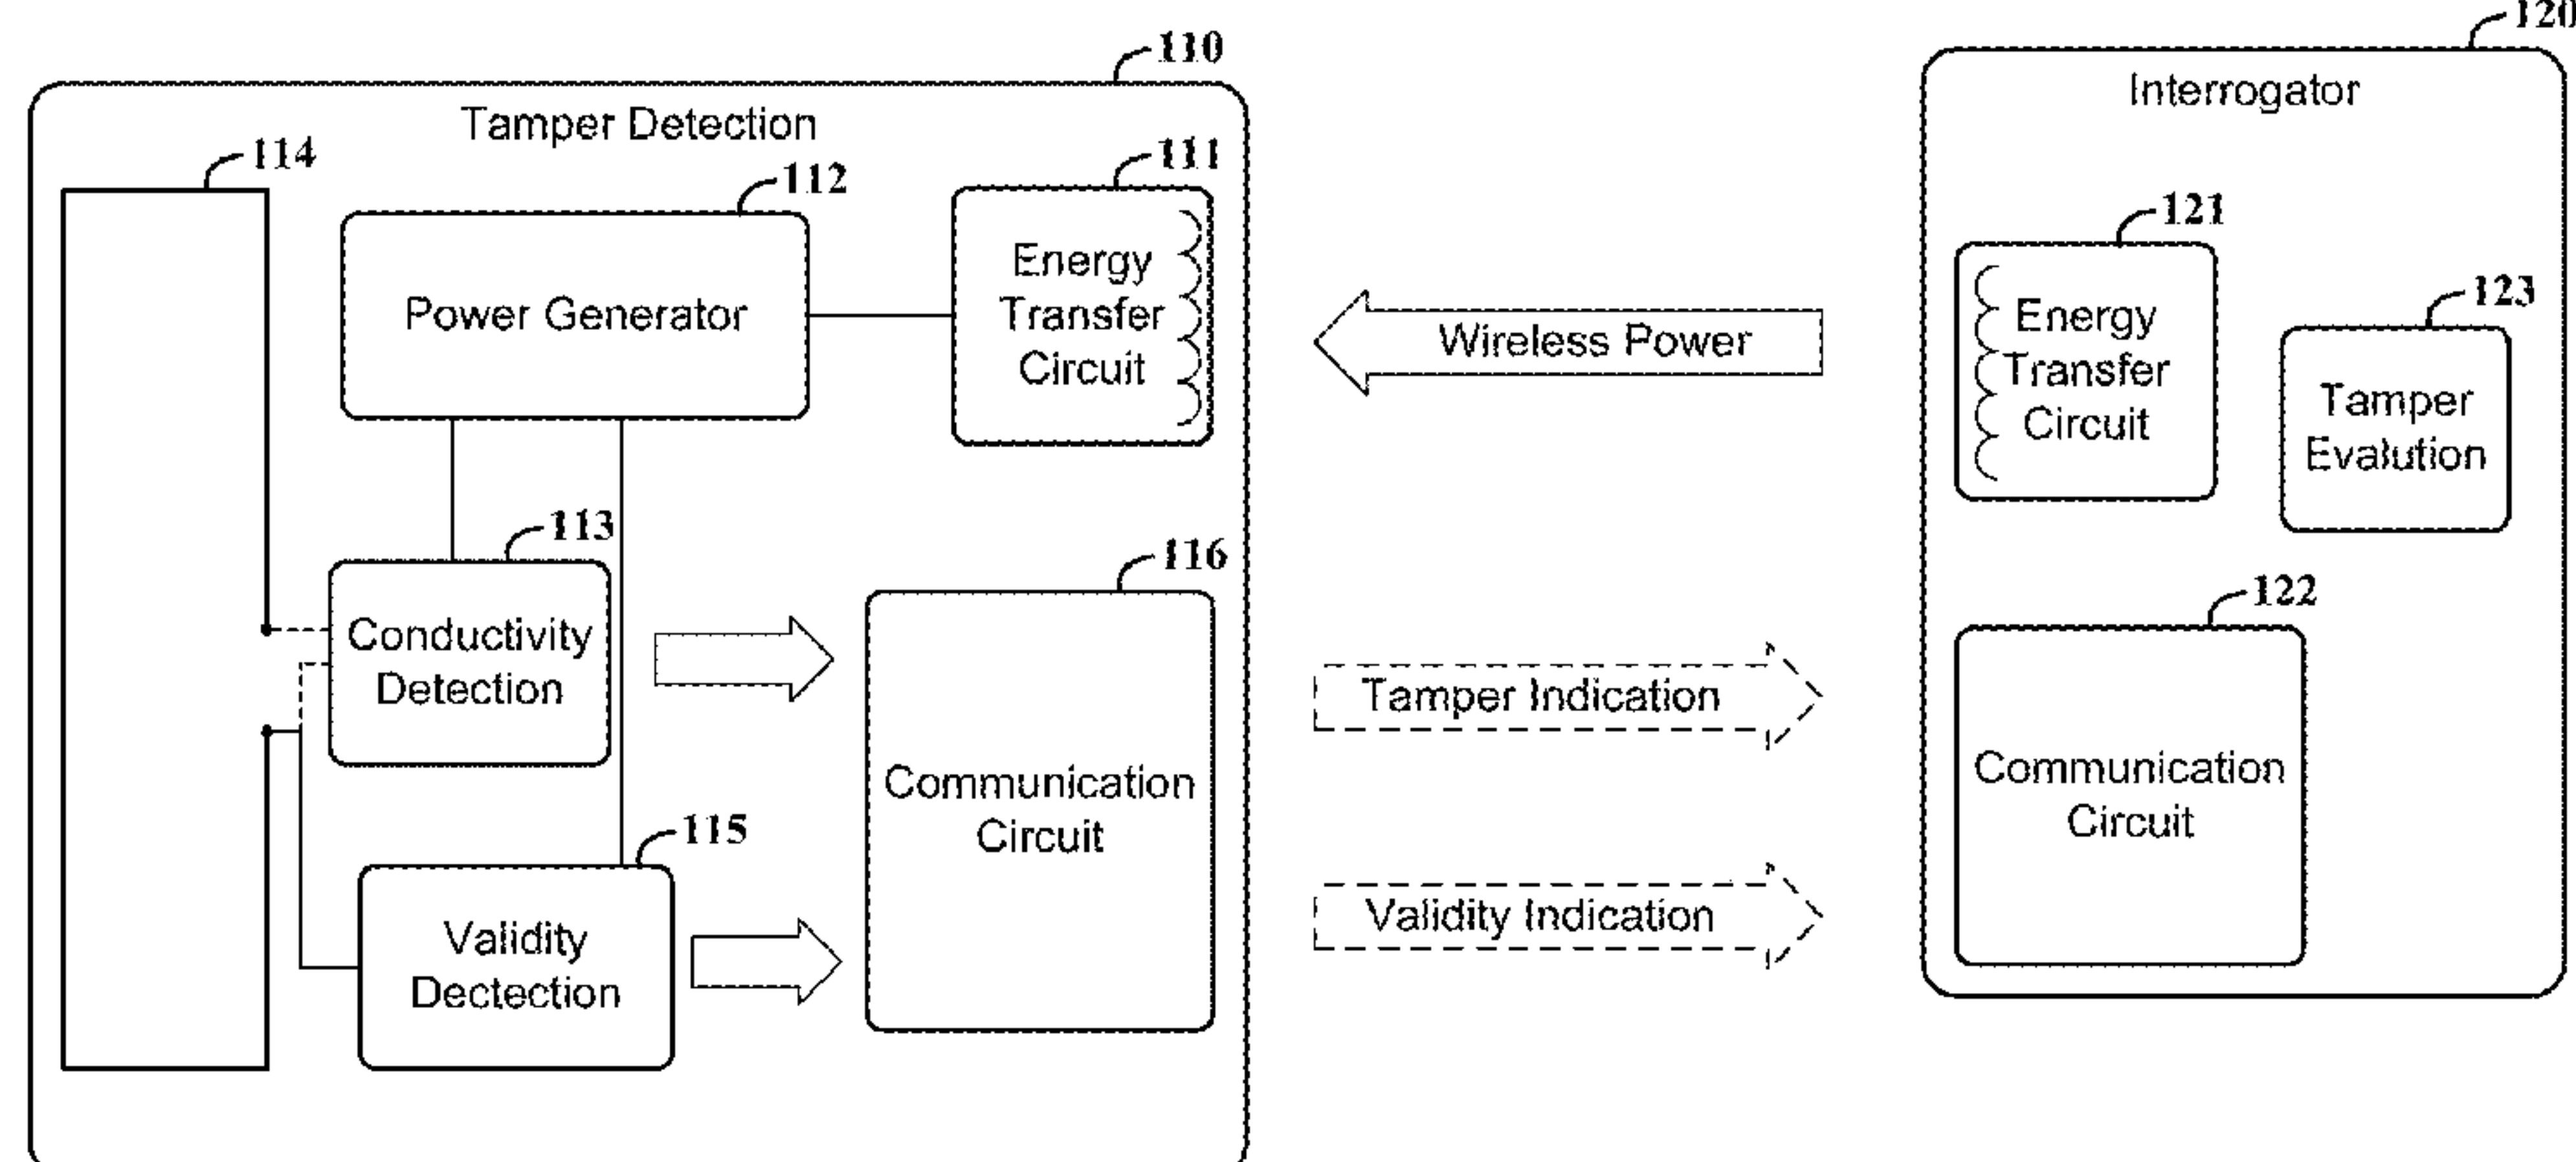 120
110
Interrogator
Tamper Detection
114
111
112
121
Energy
Transfer
Circuit
Power Generator
123
Energy
Transfer
Circuit
Wireless Power
Tamper
Evalution
113
116
122
Conductivity
Detection
Tamper Indication
Communication
Circuit
Communication
Circuit
115
Validity
Dectection
Validity Indication